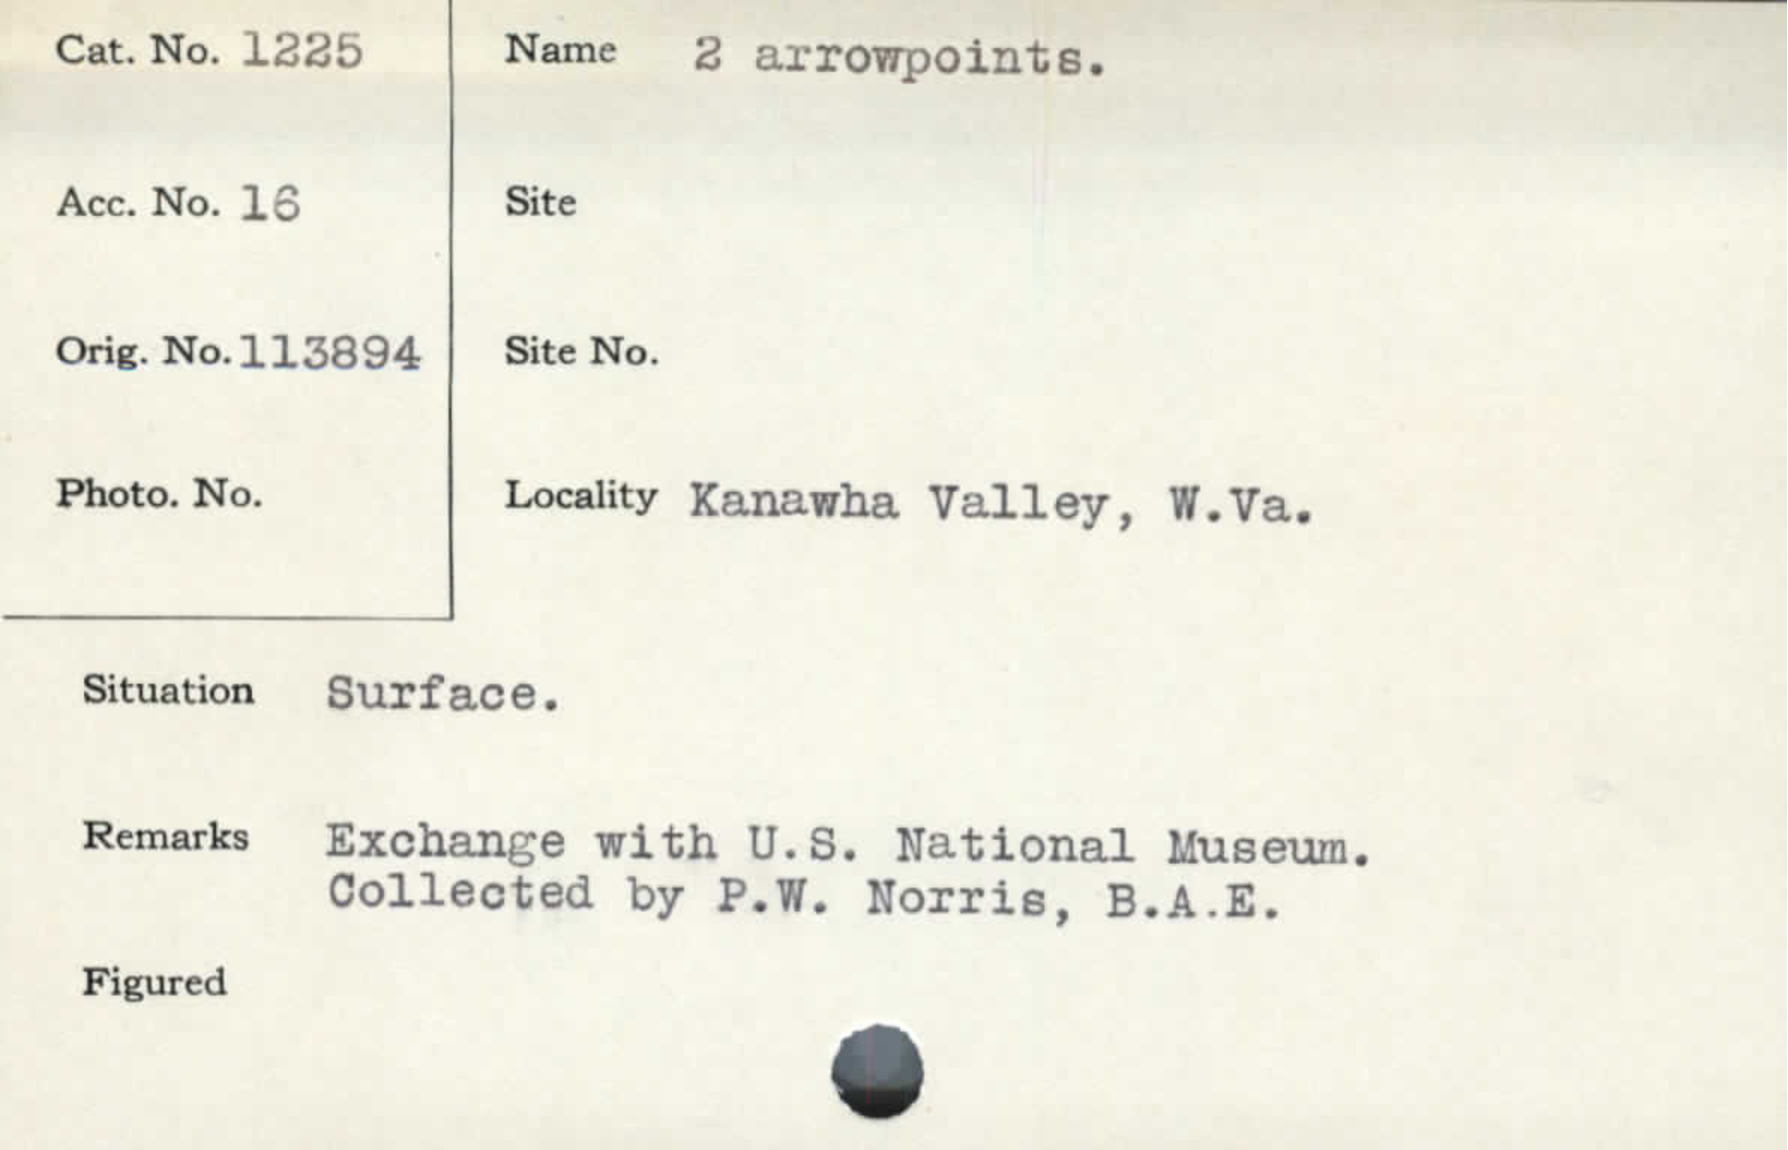 Cat. No. 1225
Name 2 arrowpoints.
Acc. No. 16
Site
Orig. No. 113894
Site No.
Photo. No.
Locality Kanawha Valley, W.Va.
Situation Surface.
Remarks Exchange with U.S. National Museum.
Collected by P.W. Norris, B.A.E.
Figured